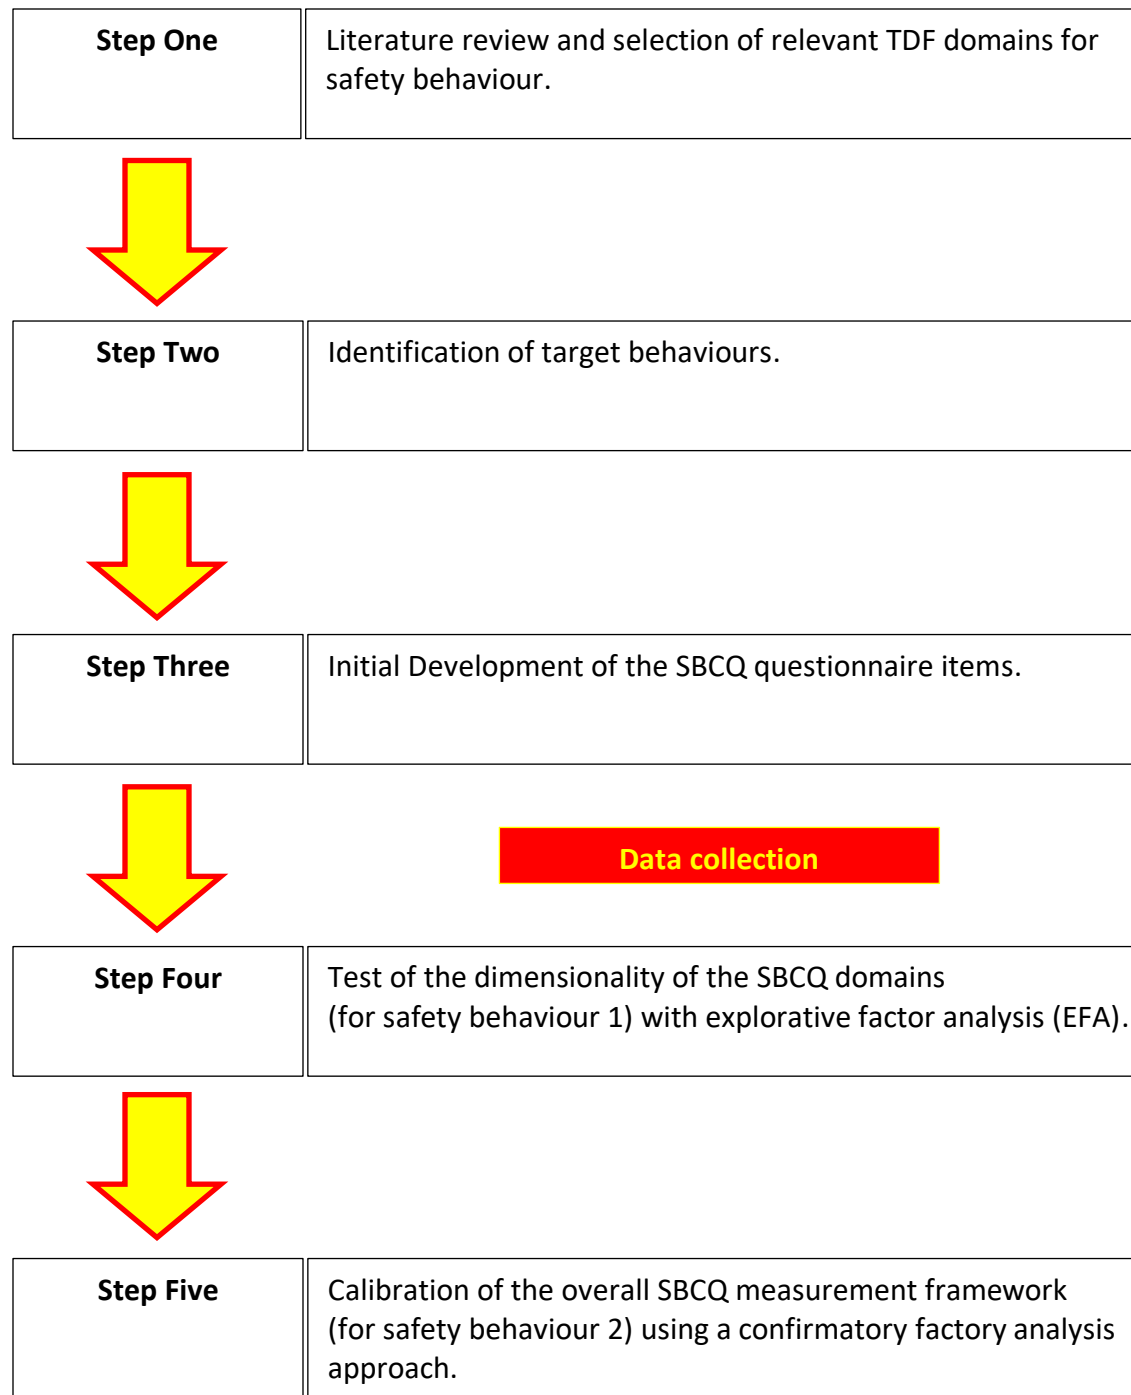 Step One
Literature review and selection of relevant TDF domains for
safety behaviour.
Step Two
Identification of target behaviours.
Step Three
Initial Development of the SBCQ questionnaire items.
Data collection
Step Four
Test of the dimensionality of the SBCQ domains
(for safety behaviour 1) with explorative factor analysis (EFA).
Step Five
Calibration of the overall SBCQ measurement framework
(for safety behaviour 2) using a confirmatory factory analysis
approach.